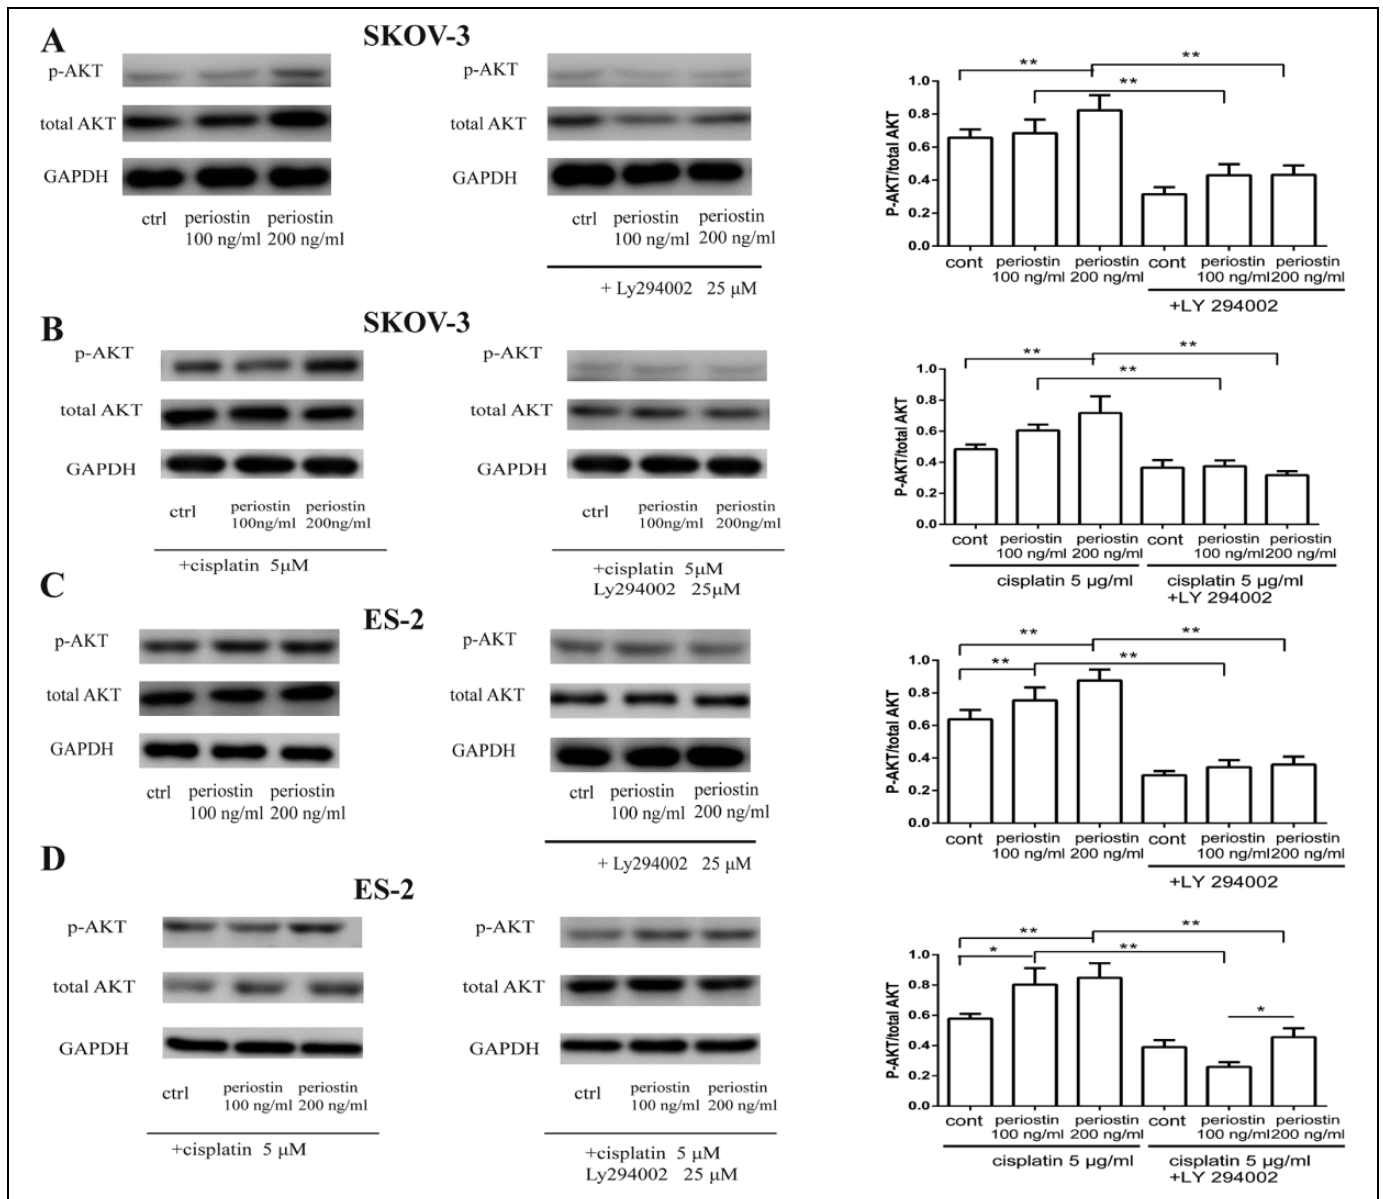 A
SKOV-3
p-AKT
total AKT
GAPDH
ctrl periostin periostin
100 ng/ml 200 ng/ml
p-AKT
total AKT
GAPDH
ctrl periostin periostin
100 ng/ml 200 ng/ml
+ Ly294002 25 μM
** **
**
P-AKT/total AKT
1.0
0.8
0.6
0.4
0.2
0.0
cont periostin periostin cont periostin periostin
100 ng/ml 200 ng/ml 100 ng/ml 200 ng/ml
+LY 294002
B
SKOV-3
p-AKT
total AKT
GAPDH
ctrl periostin periostin
100ng/ml 200ng/ml
+cisplatin 5μM
p-AKT
total AKT
GAPDH
ctrl periostin periostin
100ng/ml 200ng/ml
+cisplatin 5μM
Ly294002 25μM
** **
**
P-AKT/total AKT
1.0
0.8
0.6
0.4
0.2
0.0
cont periostin periostin cont periostin periostin
100 ng/ml 200 ng/ml 100 ng/ml 200 ng/ml
cisplatin 5 µg/ml cisplatin 5 µg/ml
+LY 294002
C
ES-2
p-AKT
total AKT
GAPDH
ctrl periostin periostin
100 ng/ml 200 ng/ml
p-AKT
total AKT
GAPDH
ctrl periostin periostin
100 ng/ml 200 ng/ml
+ Ly294002 25 μM
** **
** **
P-AKT/total AKT
1.0
0.8
0.6
0.4
0.2
0.0
cont periostin periostin cont periostin periostin
100 ng/ml 200 ng/ml 100 ng/ml 200 ng/ml
+LY 294002
D
ES-2
p-AKT
total AKT
GAPDH
ctrl periostin periostin
100 ng/ml 200 ng/ml
+cisplatin 5 μM
p-AKT
total AKT
GAPDH
ctrl periostin periostin
100 ng/ml 200 ng/ml
+cisplatin 5 μM
Ly294002 25 μM
** **
* **
*
P-AKT/total AKT
1.0
0.8
0.6
0.4
0.2
0.0
cont periostin periostin cont periostin periostin
100 ng/ml 200 ng/ml 100 ng/ml 200 ng/ml
cisplatin 5 µg/ml cisplatin 5 µg/ml
+LY 294002